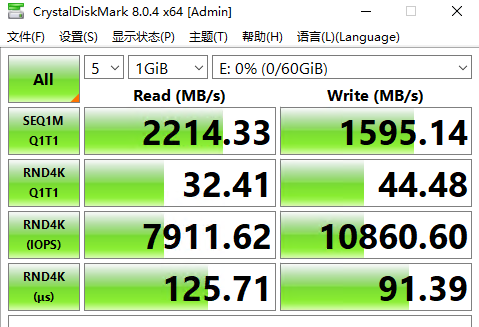 CrystalDiskMark 8.0.4 x64 [Admin]
文件(F) 设置(S) 显示状态(P) 主题(T) 帮助(H) 语言(L)(Language)
All 5 1GiB E: 0% (0/60GiB)
Read (MB/s) Write (MB/s)
SEQ1M Q1T1 2214.33 1595.14
RND4K Q1T1 32.41 44.48
RND4K (IOPS) 7911.62 10860.60
RND4K (μs) 125.71 91.39